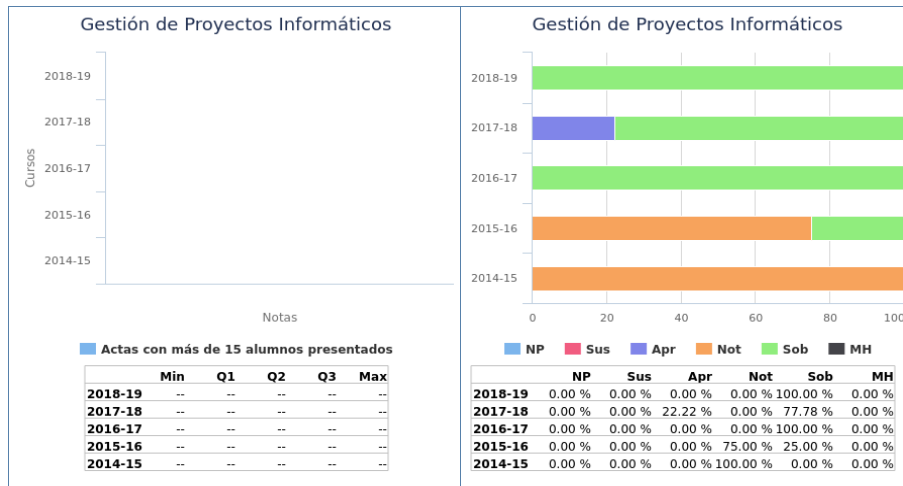 Gestión de Proyectos Informáticos
2018-19
2017-18
2016-17
2015-16
2014-15
Cursos
Notas
Actas con más de 15 alumnos presentados
Min Q1 Q2 Q3 Max
2018-19 -- -- -- -- --
2017-18 -- -- -- -- --
2016-17 -- -- -- -- --
2015-16 -- -- -- -- --
2014-15 -- -- -- -- --
Gestión de Proyectos Informáticos
2018-19
2017-18
2016-17
2015-16
2014-15
0 20 40 60 80 100
NP Sus Apr Not Sob MH
NP Sus Apr Not Sob MH
2018-19 0.00 % 0.00 % 0.00 % 0.00 % 100.00 % 0.00 %
2017-18 0.00 % 0.00 % 22.22 % 0.00 % 77.78 % 0.00 %
2016-17 0.00 % 0.00 % 0.00 % 0.00 % 100.00 % 0.00 %
2015-16 0.00 % 0.00 % 0.00 % 75.00 % 25.00 % 0.00 %
2014-15 0.00 % 0.00 % 0.00 % 100.00 % 0.00 % 0.00 %